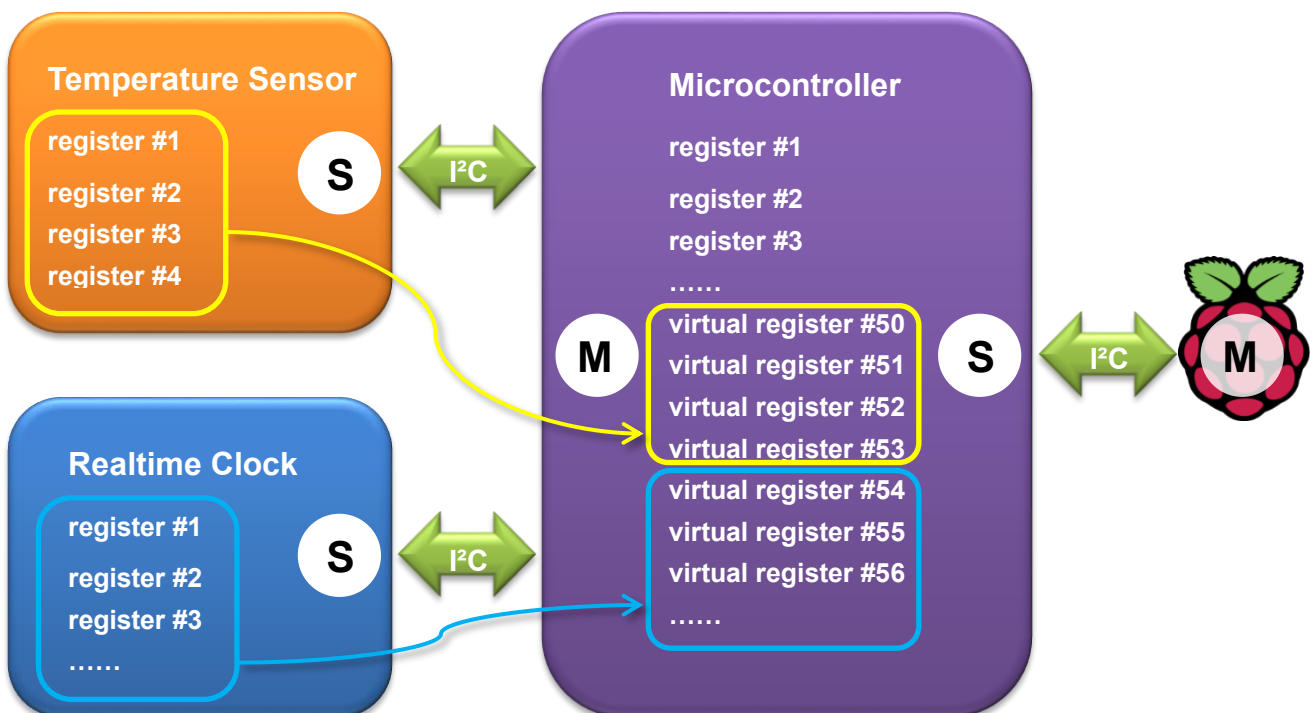 Temperature Sensor
register #1
register #2
register #3
register #4
S
I²C
Realtime Clock
register #1
register #2
register #3
……
S
I²C
Microcontroller
register #1
register #2
register #3
……
virtual register #50
virtual register #51
virtual register #52
virtual register #53
virtual register #54
virtual register #55
virtual register #56
……
M
S
I²C
M